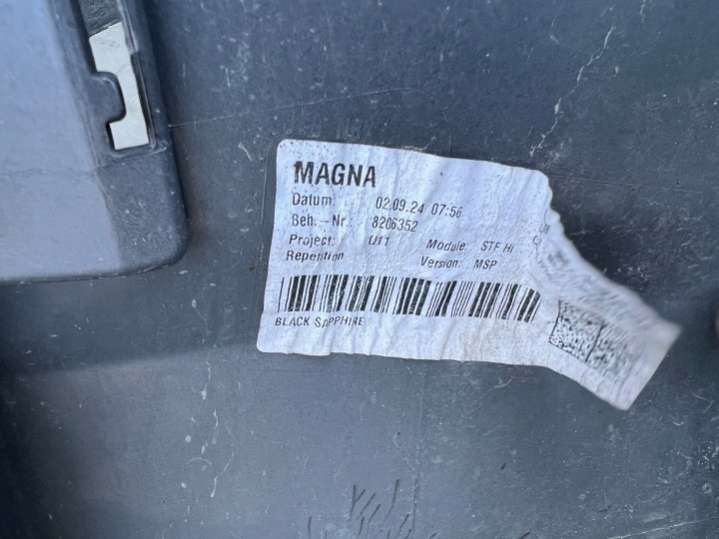 MAGNA
Datum: 02.09.24 07:56
Beh.-Nr.: 8206352
Project: U11 Module: STF Hi
Repention Version: MSP
BLACK SAPPHIRE